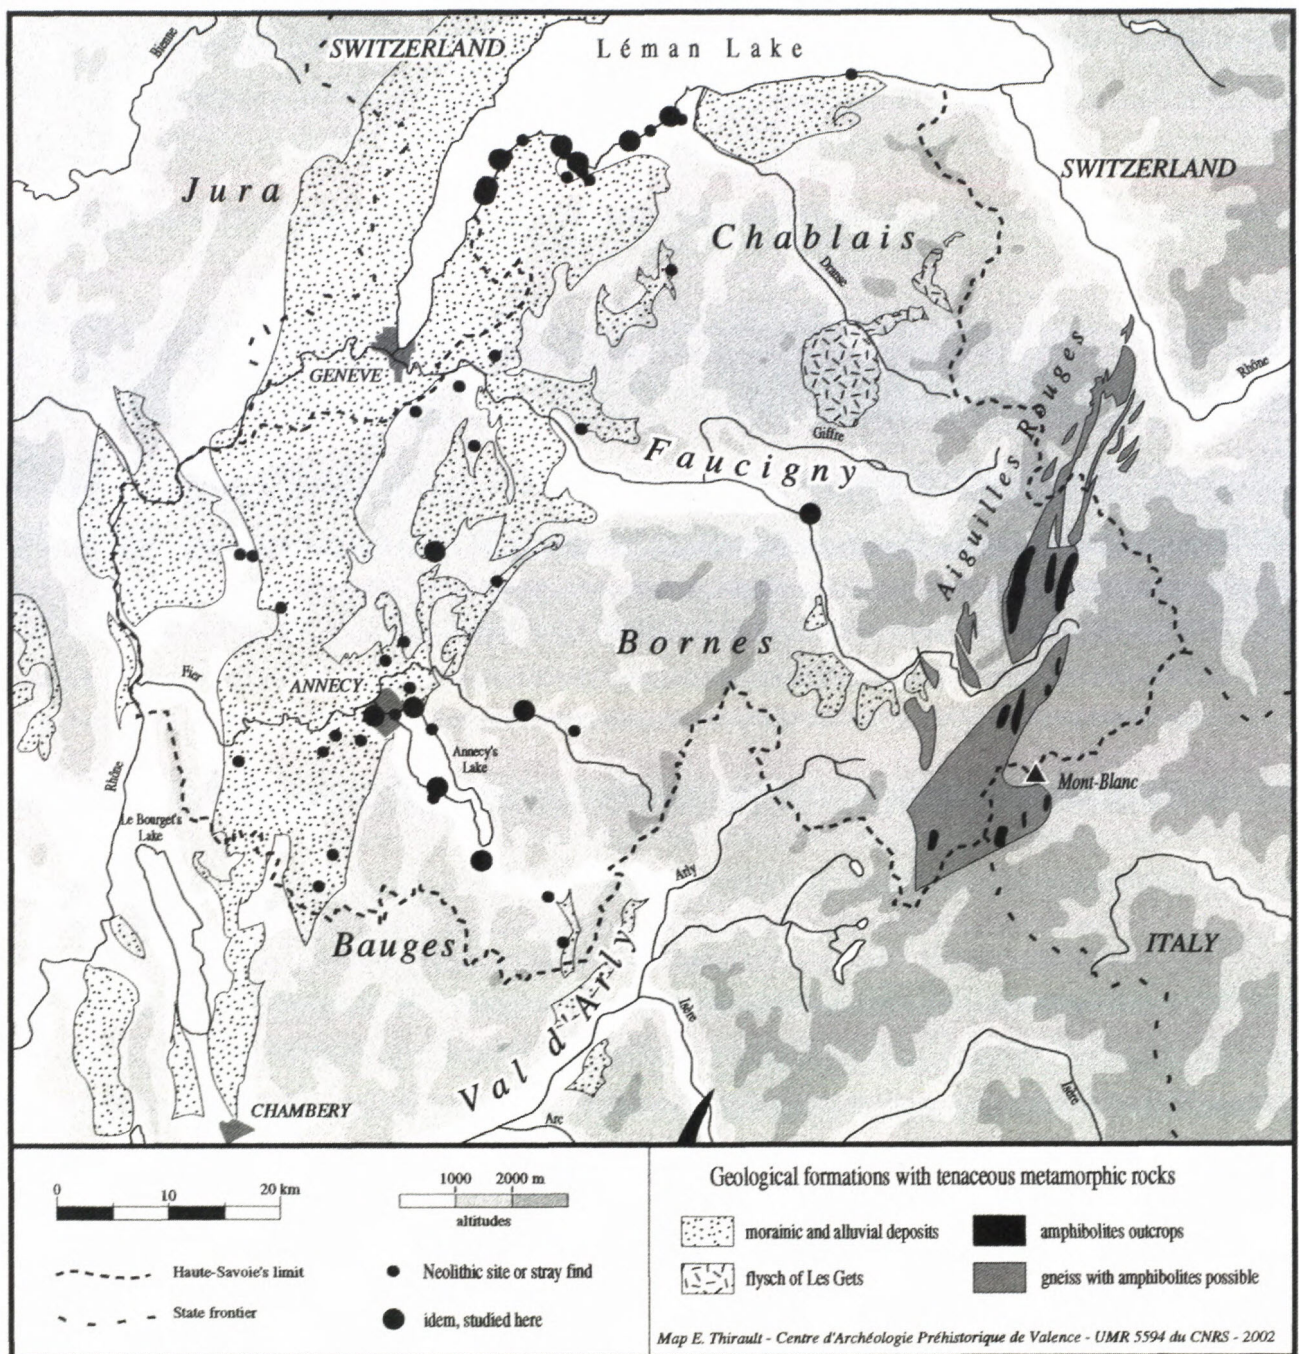 Bienne
SWITZERLAND
Léman Lake
Jura
SWITZERLAND
Chablais
GENEVE
Rhône
Aiguilles Rouges
Giffre
Faucigny
Bornes
Fier
ANNECY
Annecy's
Lake
Rhône
Mont-Blanc
Le Bourget's
Lake
Arly
Bauges
ITALY
Val d'Arly
Isère
Isère
CHAMBERY
Arc
0 10 20 km
1000 2000 m
altitudes
Haute-Savoie's limit
State frontier
Neolithic site or stray find
idem, studied here
Geological formations with tenaceous metamorphic rocks
morainic and alluvial deposits
amphibolites outcrops
flysch of Les Gets
gneiss with amphibolites possible
Map E. Thirault - Centre d'Archéologie Préhistorique de Valence - UMR 5594 du CNRS - 2002